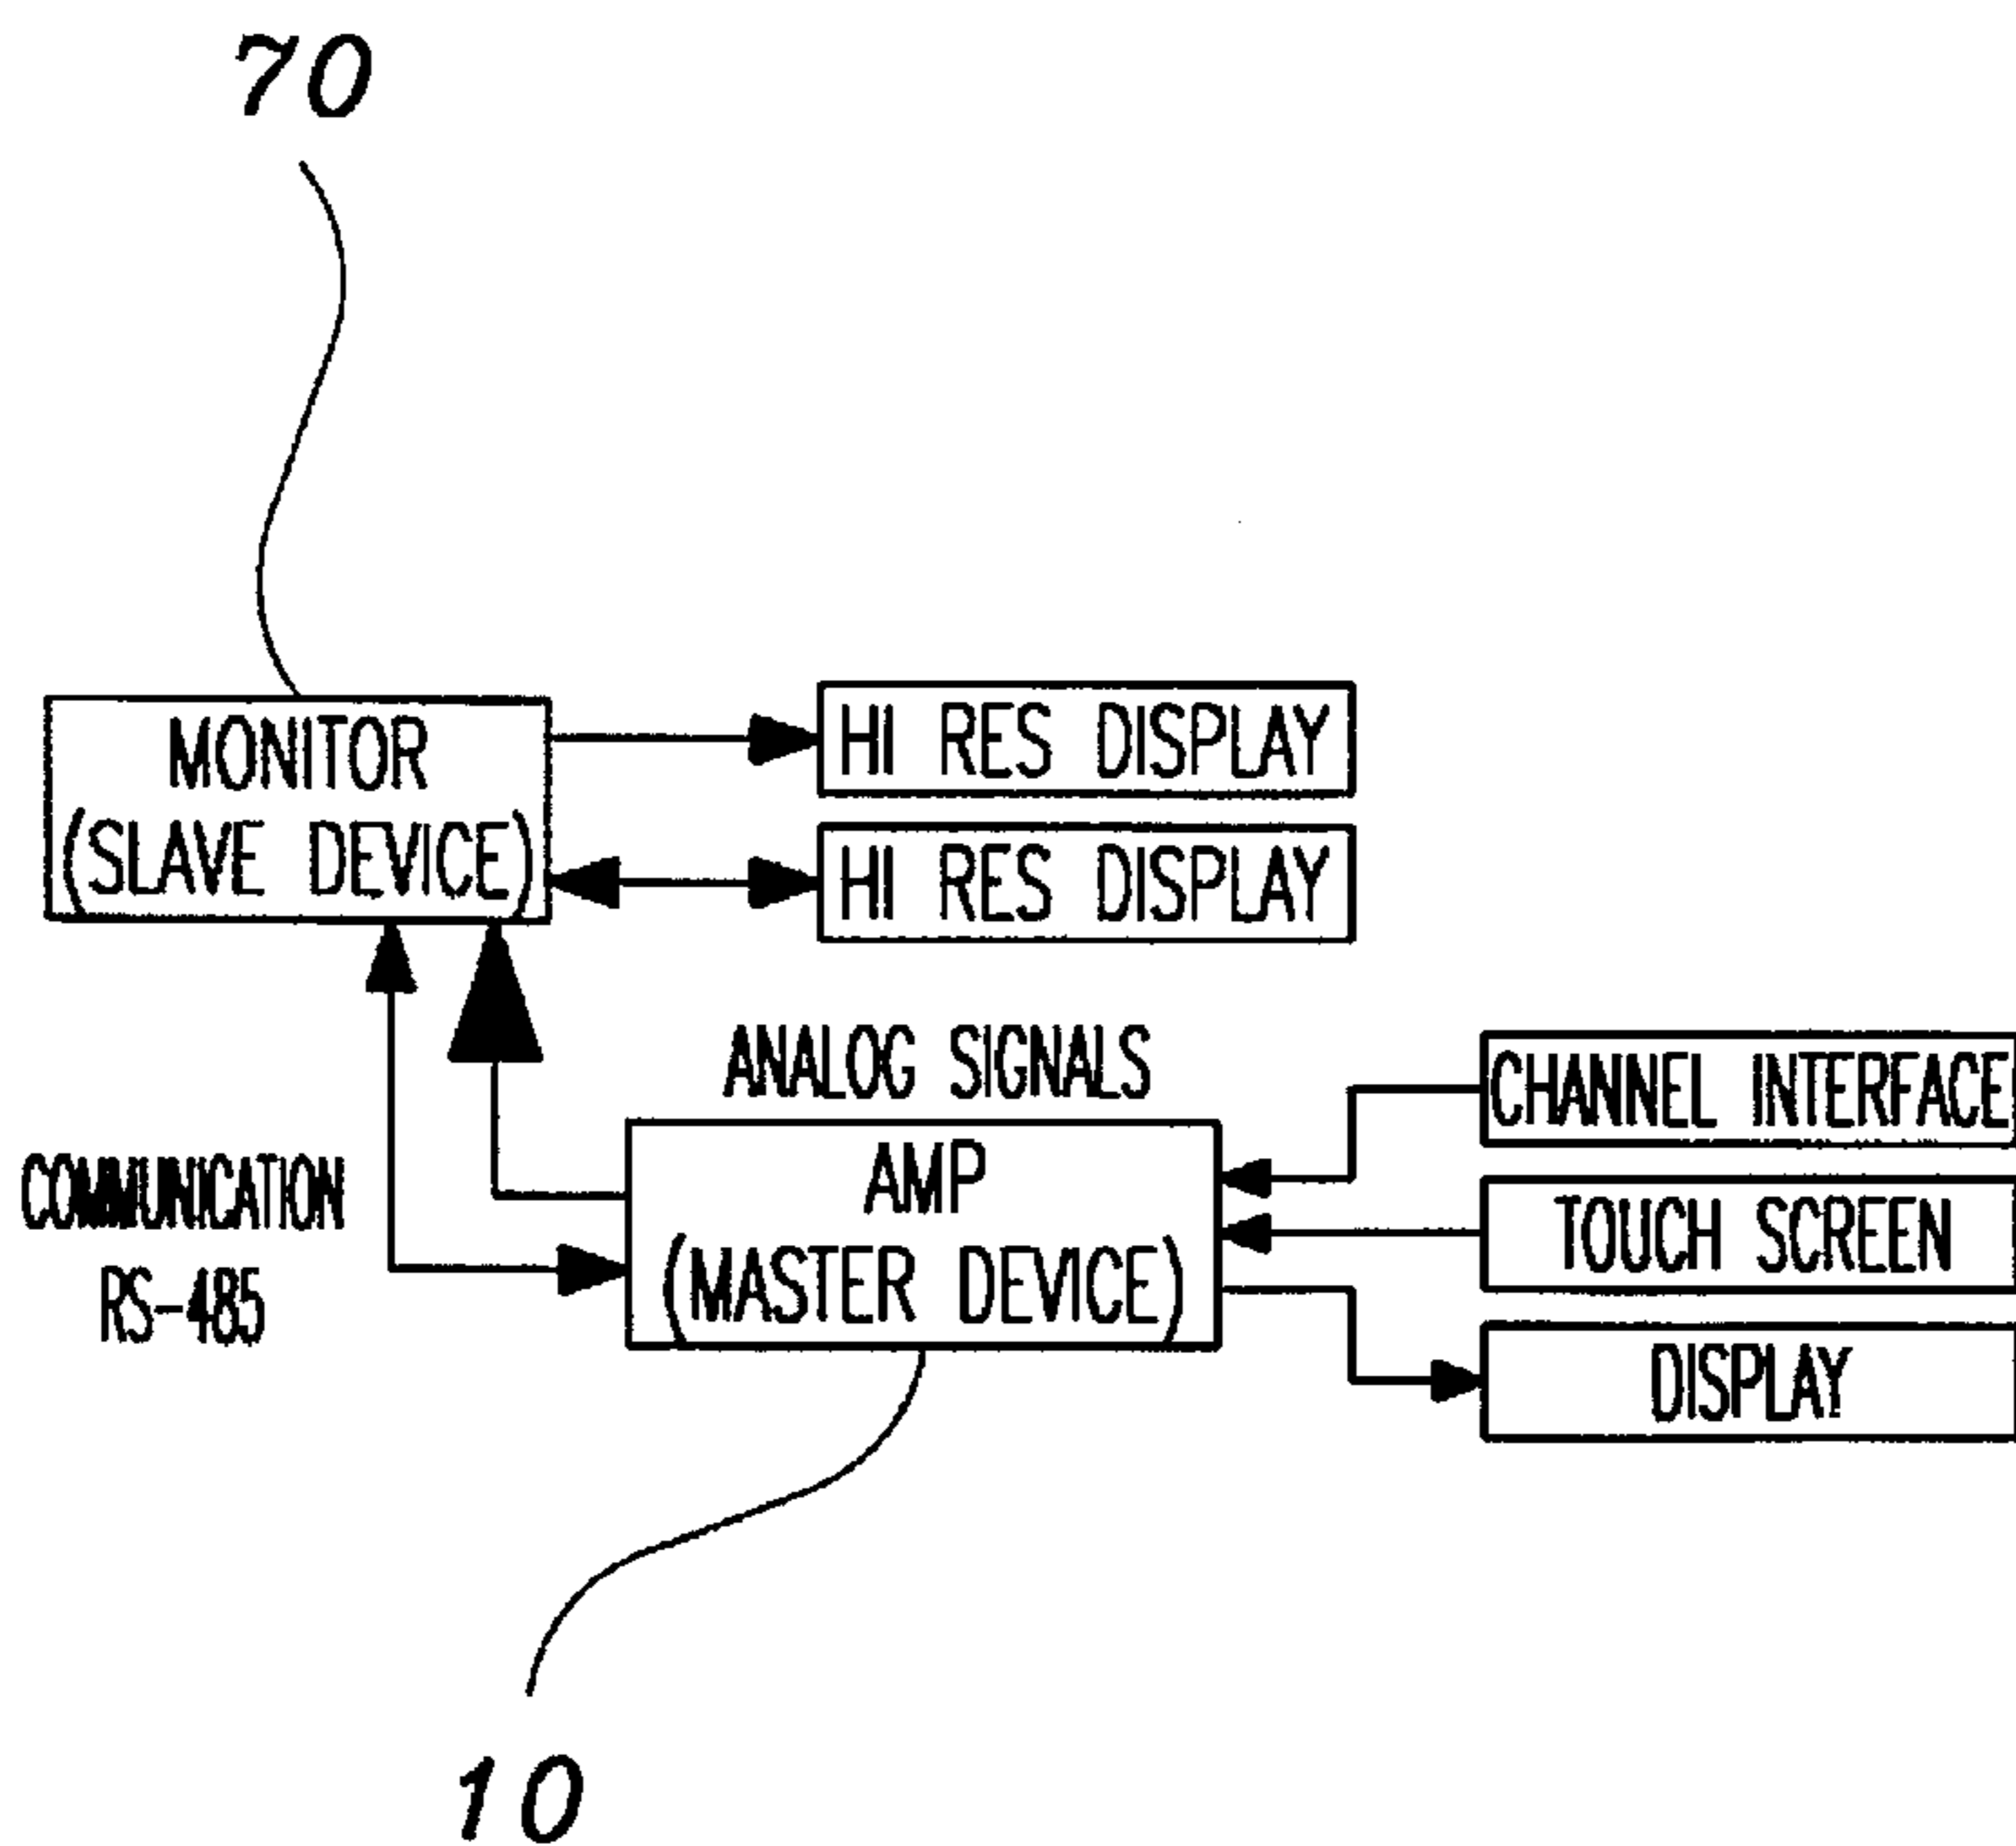 70
MONITOR
(SLAVE DEVICE)
HI RES DISPLAY
HI RES DISPLAY
ANALOG SIGNALS
COMMUNICATION
RS-485
AMP
(MASTER DEVICE)
CHANNEL INTERFACE
TOUCH SCREEN
DISPLAY
10